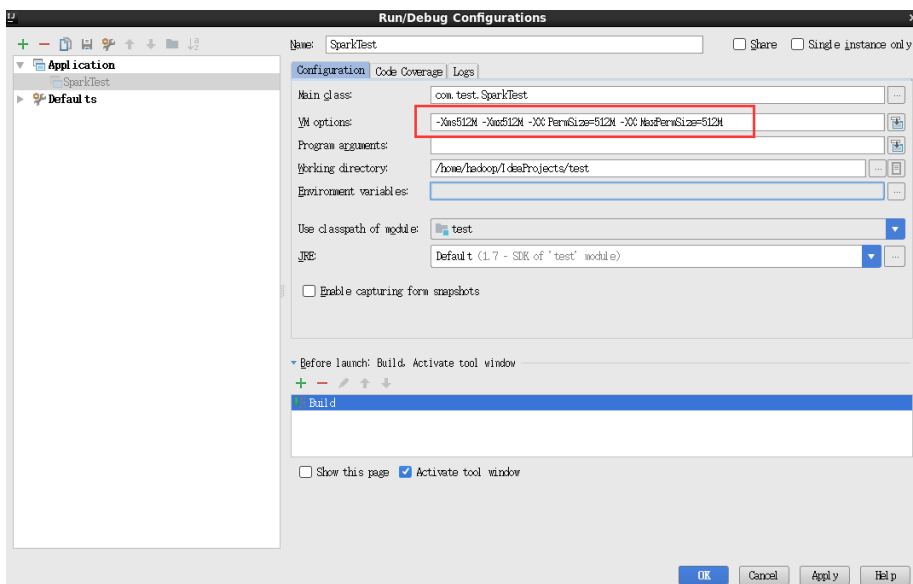 Run/Debug Configurations
Name: SparkTest
Share
Single instance only
Application
SparkTest
Defaults
Configuration Code Coverage Logs
Main class: com.test.SparkTest
VM options: -Xms512M -Xmx512M -XX:PermSize=512M -XX:MaxPermSize=512M
Program arguments:
Working directory: /home/hadoop/IdeaProjects/test
Environment variables:
Use classpath of module: test
JRE: Default (1.7 - SDK of 'test' module)
Enable capturing form snapshots
Before launch: Build, Activate tool window
Build
Show this page Activate tool window
OK Cancel Apply Help